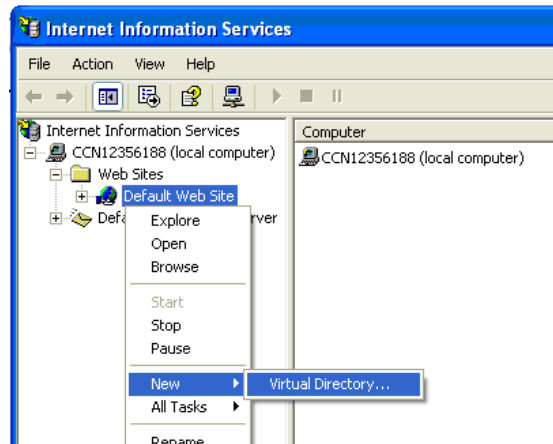 Internet Information Services
File Action View Help
Internet Information Services
CCN12356188 (local computer)
Web Sites
Default Web Site
Explore
Open
Browse
Start
Stop
Pause
New
Virtual Directory...
All Tasks
Rename
Computer
CCN12356188 (local computer)